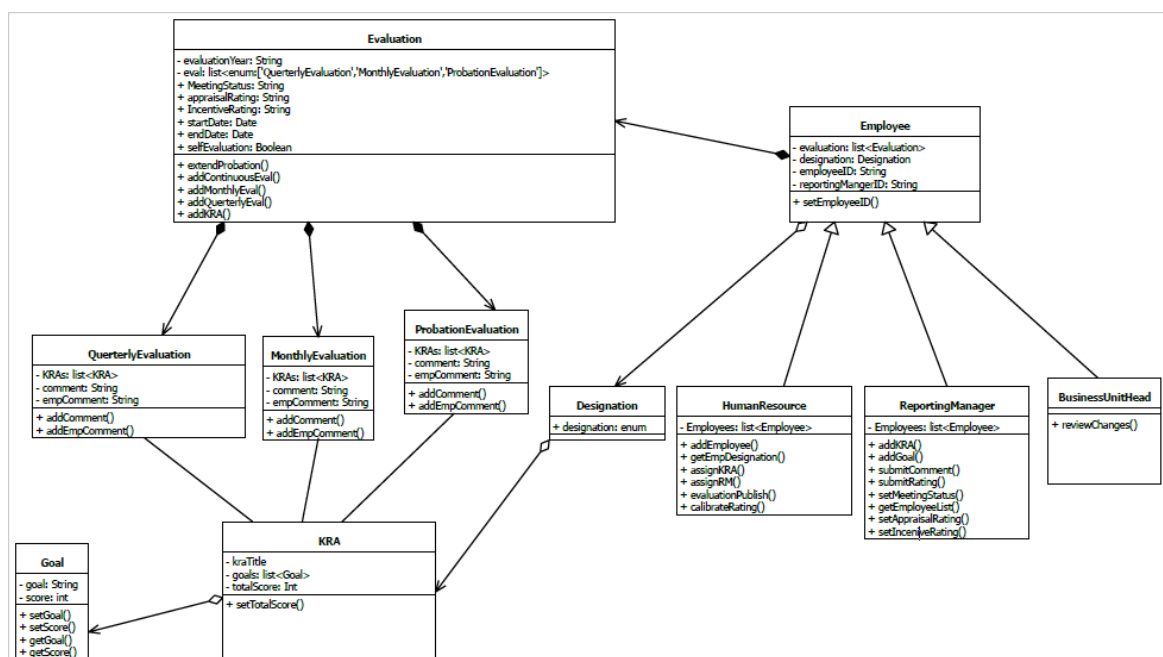 Evaluation
- evaluationYear: String
- eval: list<enum:['QuerterlyEvaluation','MonthlyEvaluation','ProbationEvaluation']>
+ MeetingStatus: String
+ appraisalRating: String
+ IncentiveRating: String
+ startDate: Date
+ endDate: Date
+ selfEvaluation: Boolean
+ extendProbation()
+ addContinuousEval()
+ addMonthlyEval()
+ addQuerterlyEval()
+ addKRA()
Employee
- evaluation: list<Evaluation>
- designation: Designation
- employeeID: String
- reportingMangerID: String
+ setEmployeeID()
QuerterlyEvaluation
- KRAs: list<KRA>
- comment: String
- empComment: String
+ addComment()
+ addEmpComment()
MonthlyEvaluation
- KRAs: list<KRA>
- comment: String
- empComment: String
+ addComment()
+ addEmpComment()
ProbationEvaluation
- KRAs: list<KRA>
- comment: String
- empComment: String
+ addComment()
+ addEmpComment()
Designation
+ designation: enum
HumanResource
- Employees: list<Employee>
+ addEmployee()
+ getEmpDesignation()
+ assignKRA()
+ assignRM()
+ evaluationPublish()
+ calibrateRating()
ReportingManager
- Employees: list<Employee>
+ addKRA()
+ addGoal()
+ submitComment()
+ submitRating()
+ setMeetingStatus()
+ getEmployeeList()
+ setAppraisalRating()
+ setInceniveRating()
BusinessUnitHead
+ reviewChanges()
KRA
- kraTitle
- goals: list<Goal>
- totalScore: Int
+ setTotalScore()
Goal
- goal: String
- score: int
+ setGoal()
+ setScore()
+ getGoal()
+ getScore()